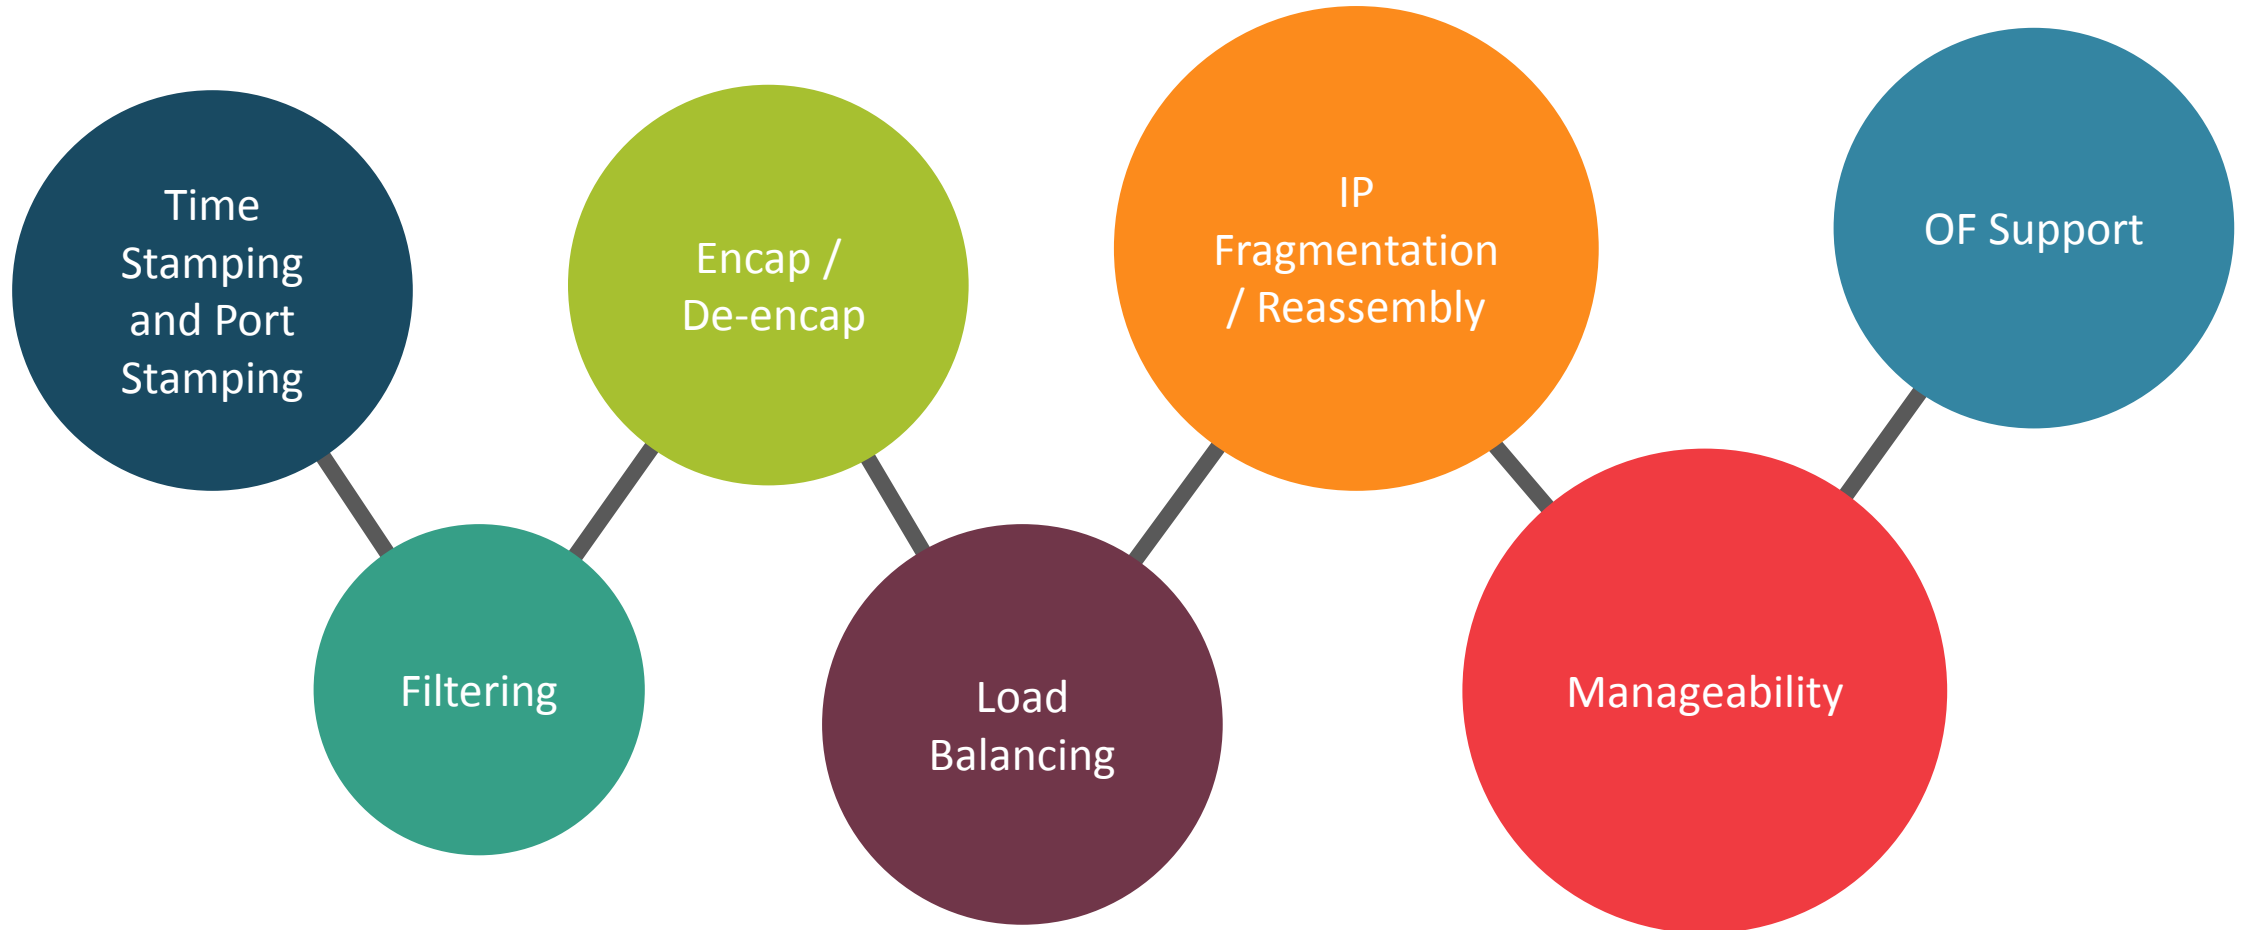 Time
Stamping
and Port
Stamping
Filtering
Encap /
De-encap
Load
Balancing
IP
Fragmentation
/ Reassembly
Manageability
OF Support